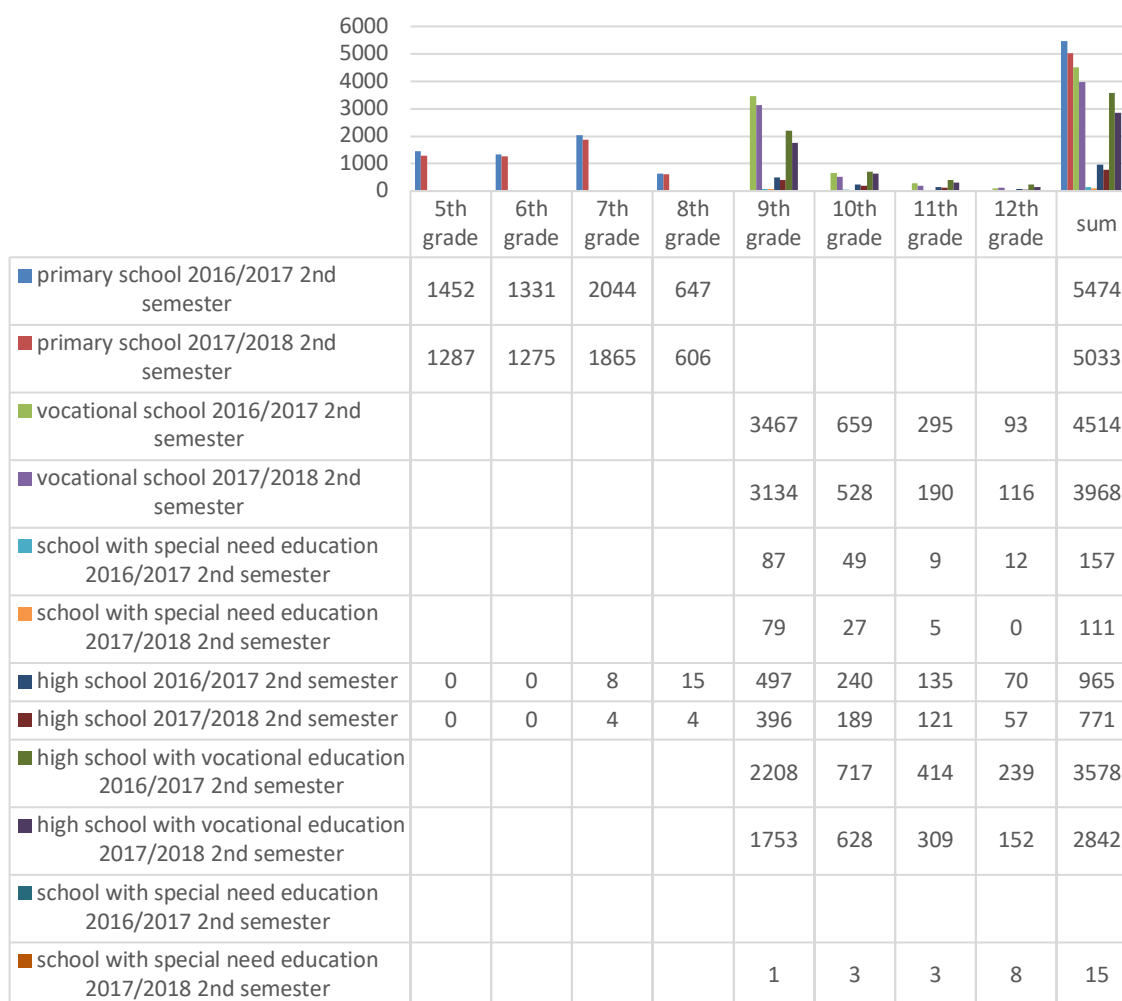 6000
5000
4000
3000
2000
1000
0
5th grade 6th grade 7th grade 8th grade 9th grade 10th grade 11th grade 12th grade sum
primary school 2016/2017 2nd
semester
1452 1331 2044 647 5474
primary school 2017/2018 2nd
semester
1287 1275 1865 606 5033
vocational school 2016/2017 2nd
semester
3467 659 295 93 4514
vocational school 2017/2018 2nd
semester
3134 528 190 116 3968
school with special need education
2016/2017 2nd semester
87 49 9 12 157
school with special need education
2017/2018 2nd semester
79 27 5 0 111
high school 2016/2017 2nd semester 0 0 8 15 497 240 135 70 965
high school 2017/2018 2nd semester 0 0 4 4 396 189 121 57 771
high school with vocational education
2016/2017 2nd semester
2208 717 414 239 3578
high school with vocational education
2017/2018 2nd semester
1753 628 309 152 2842
school with special need education
2016/2017 2nd semester
school with special need education
2017/2018 2nd semester
1 3 3 8 15